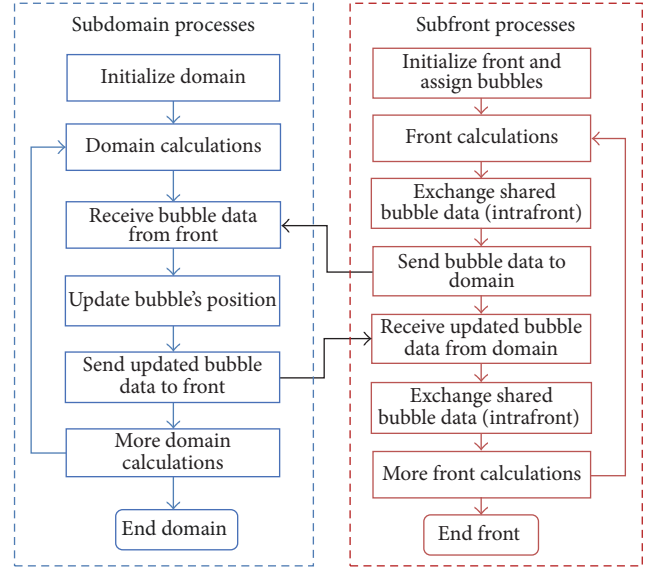 Subdomain processes
Initialize domain
Domain calculations
Receive bubble data
from front
Update bubble's position
Send updated bubble
data to front
More domain
calculations
End domain
Subfront processes
Initialize front and
assign bubbles
Front calculations
Exchange shared
bubble data (intrafront)
Send bubble data to
domain
Receive updated bubble
data from domain
Exchange shared
bubble data (intrafront)
More front calculations
End front